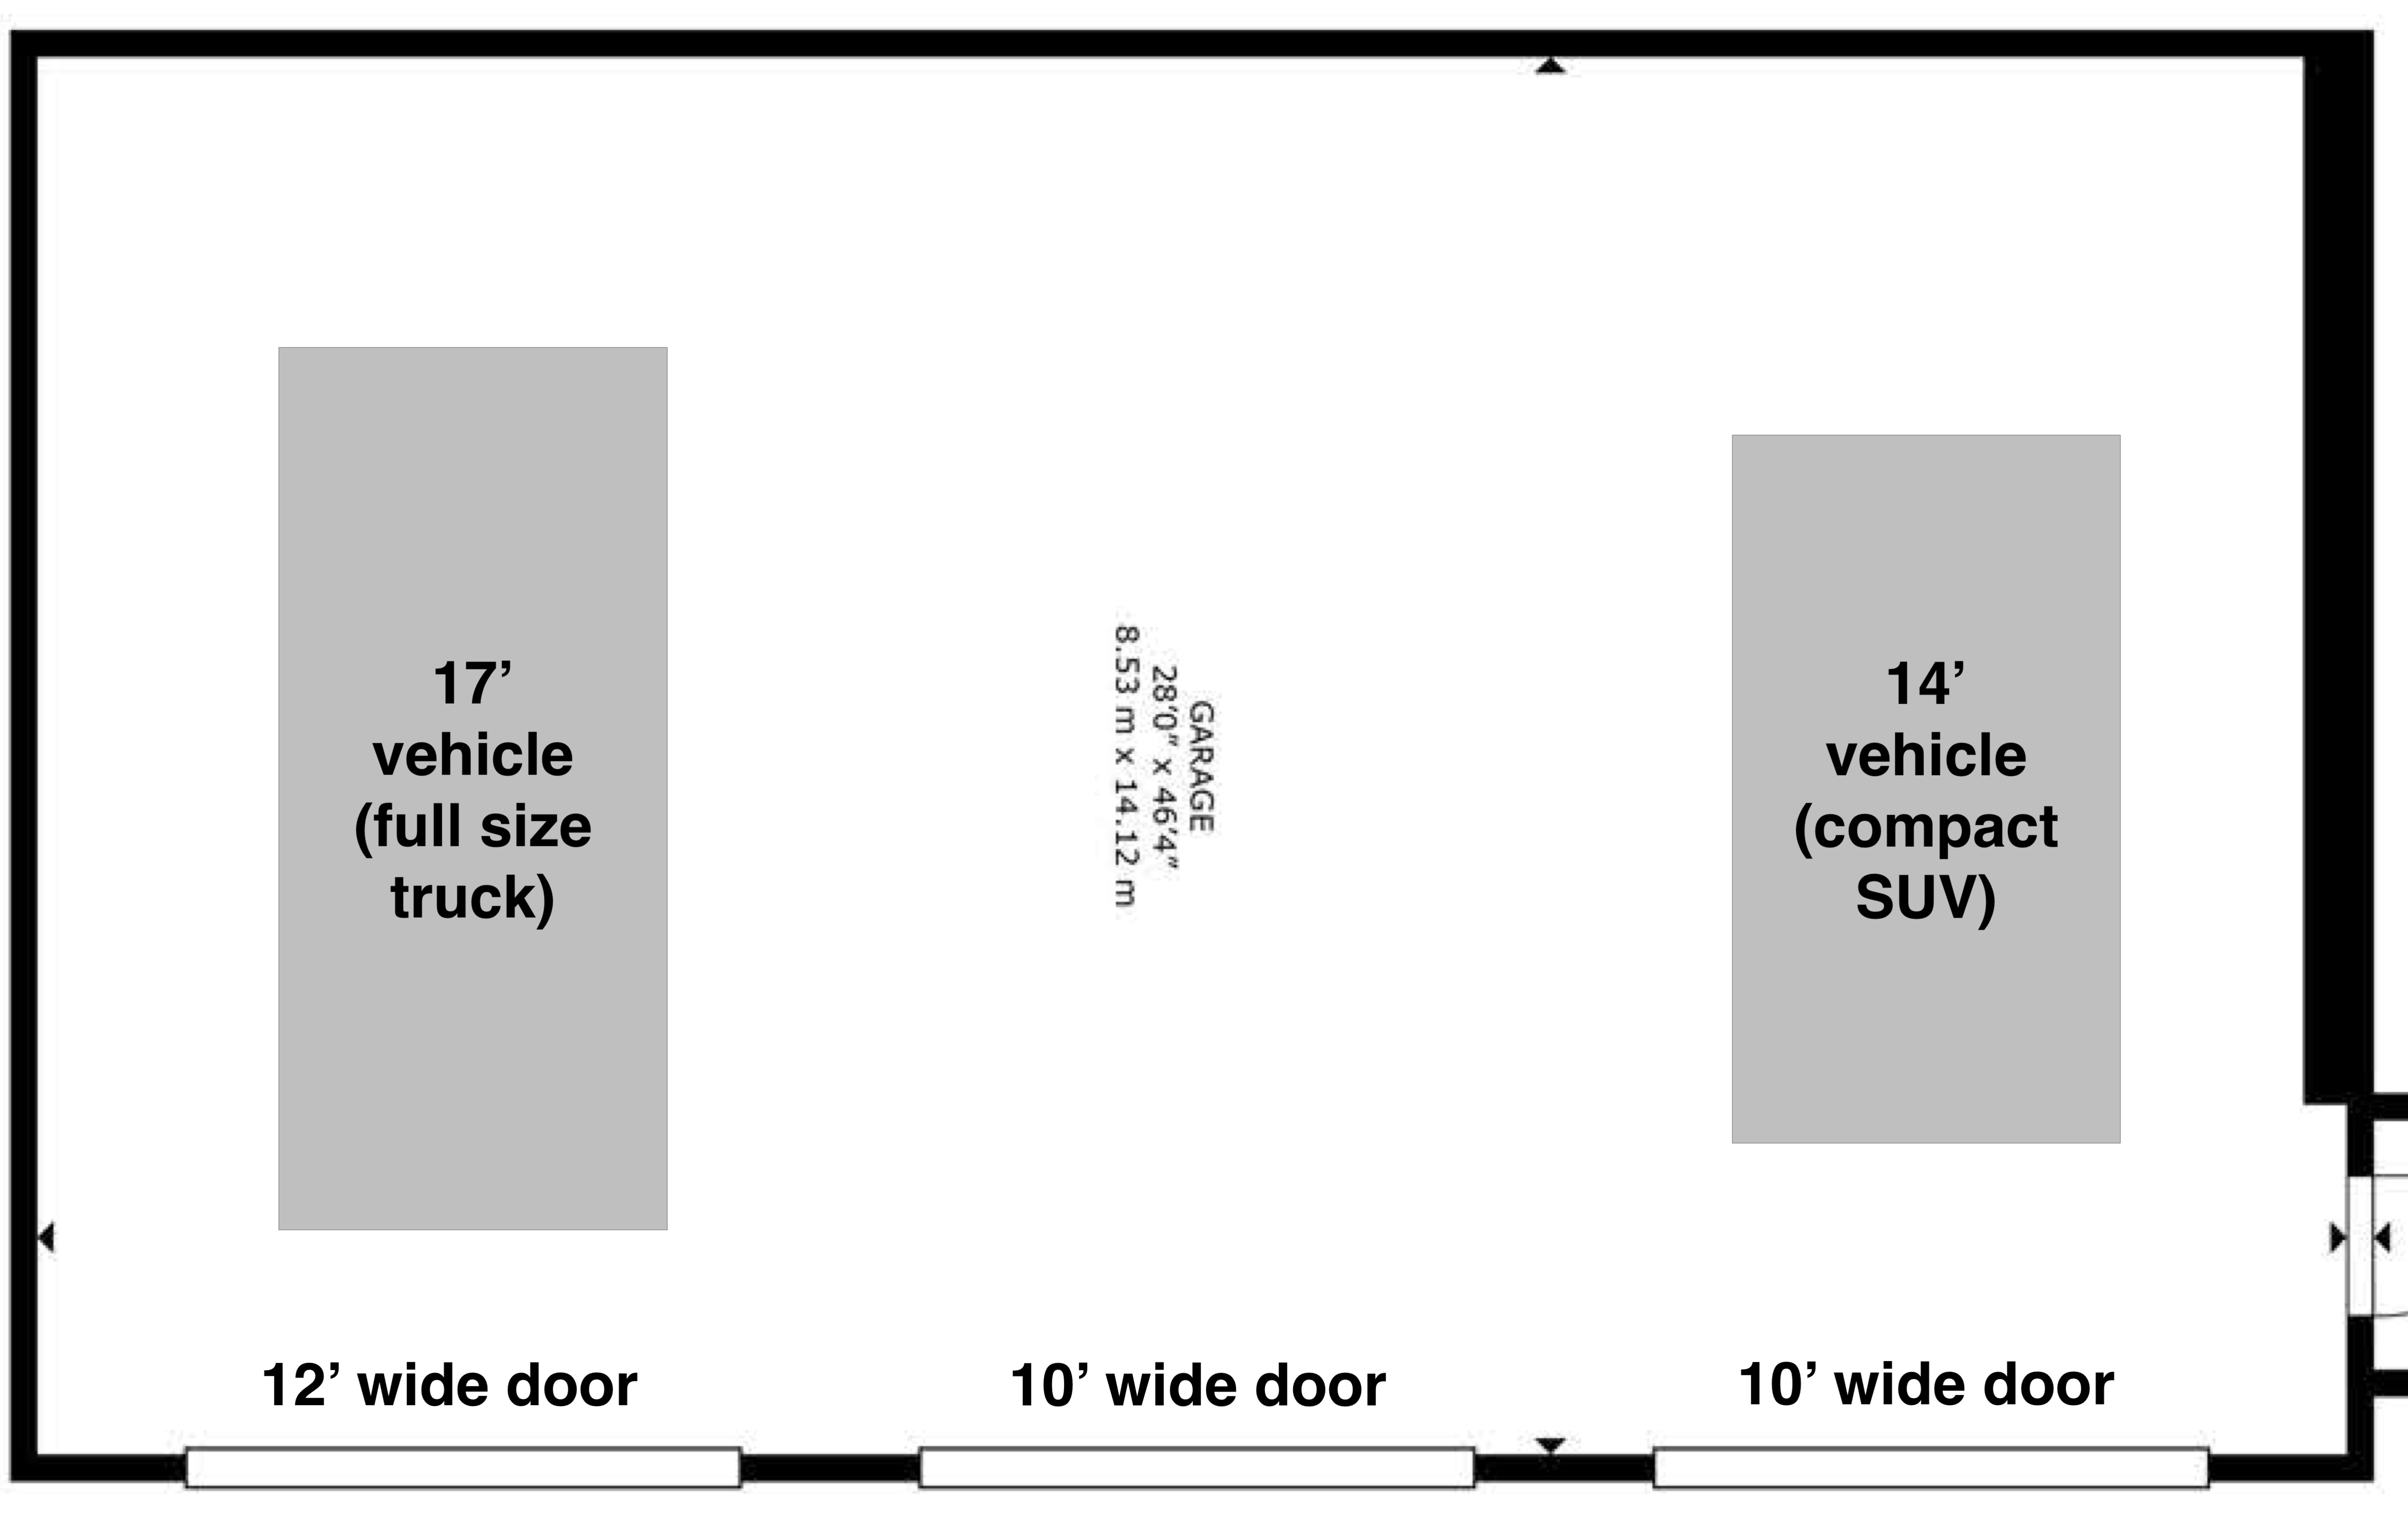 17’
vehicle
(full size
truck)
GARAGE
28'0" x 46'4"
8.53 m x 14.12 m
14’
vehicle
(compact
SUV)
12’ wide door
10’ wide door
10’ wide door